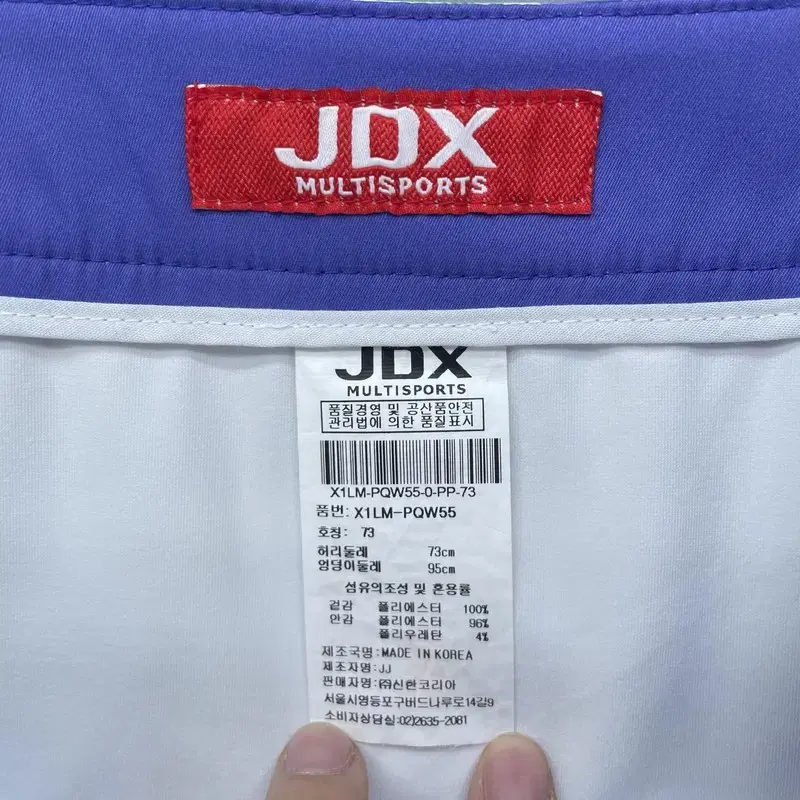 JDX
MULTISPORTS
JDX
MULTISPORTS
품질경영 및 공산품안전
관리법에 의한 품질표시
X1LM-PQW55-0-PP-73
품번: X1LM-PQW55
호칭: 73
허리둘레 73cm
엉덩이둘레 95cm
섬유의조성 및 혼용률
겉감 폴리에스터 100%
안감 폴리에스터 96%
폴리우레탄 4%
제조국명:MADE IN KOREA
제조자명:JJ
판매자명:㈜신한코리아
서울시영등포구버드나루로14길9
소비자상담실:02)2635-2081